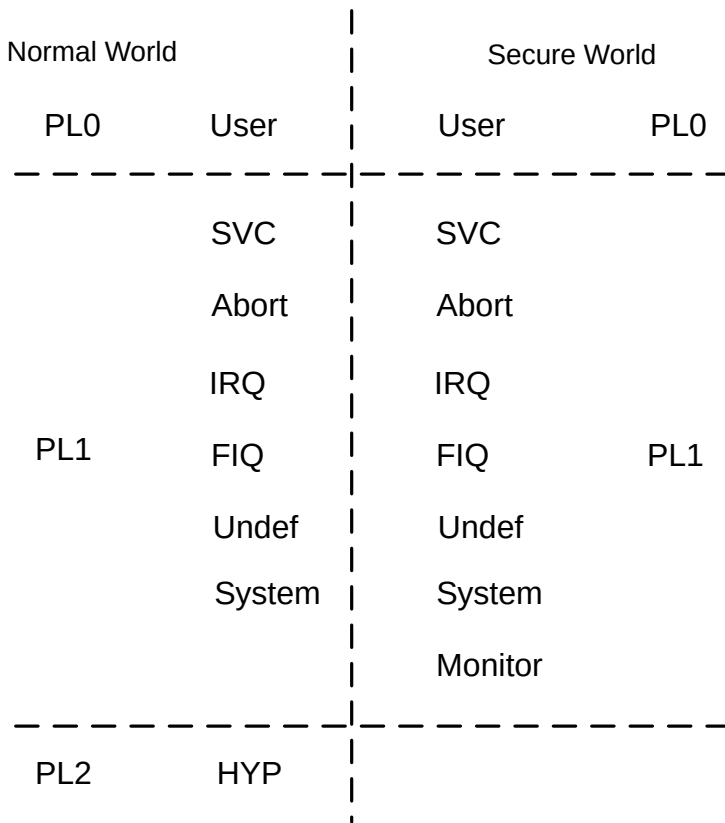 Normal World Secure World
PL0 User User PL0
SVC SVC
Abort Abort
IRQ IRQ
PL1 FIQ FIQ PL1
Undef Undef
System System
Monitor
PL2 HYP